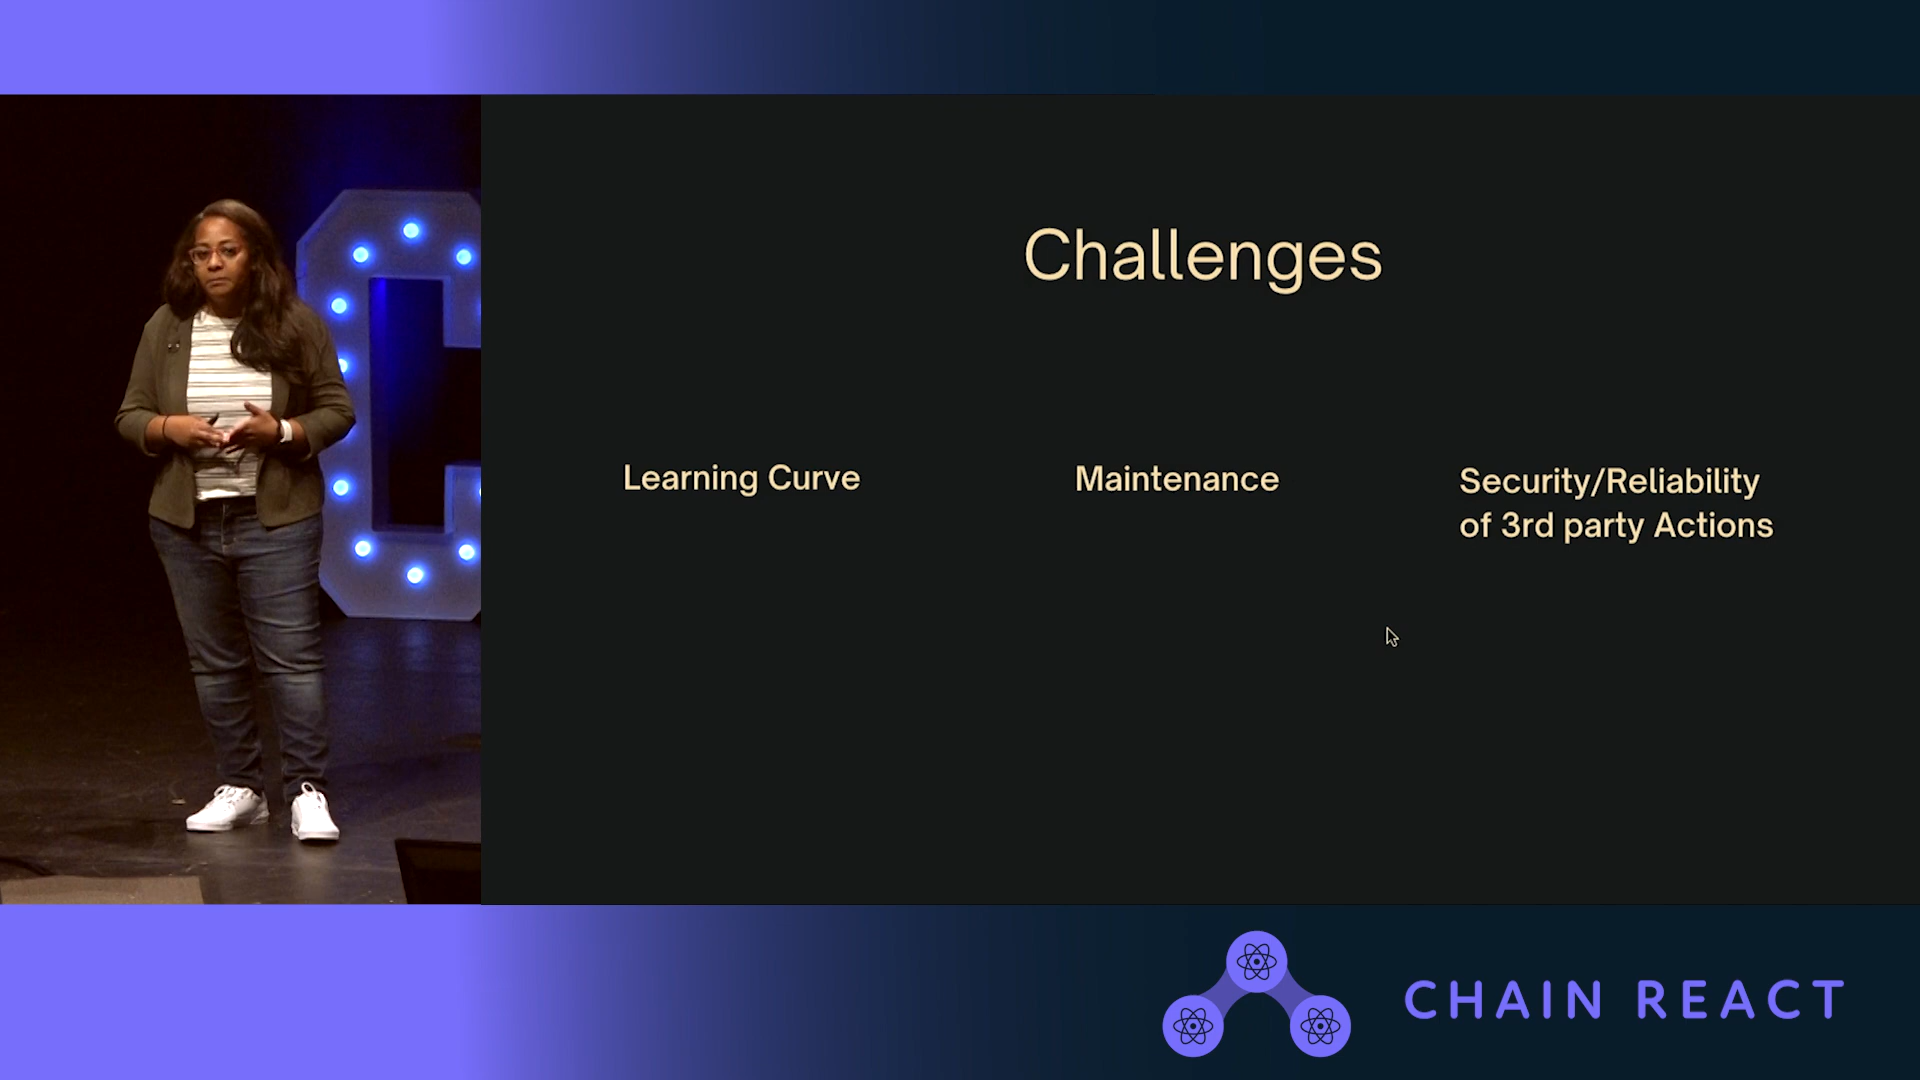 Challenges
Learning Curve
Maintenance
Security/Reliability
of 3rd party Actions
CHAIN REACT